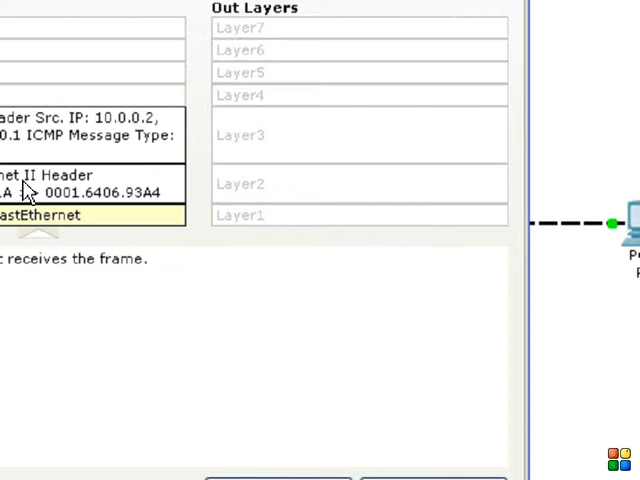 Out Layers
Layer7
Layer6
Layer5
Layer4
ader Src. IP: 10.0.0.2,
0.1 ICMP Message Type:
Layer3
net II Header
0001.6406.93A4
Layer2
astEthernet
Layer1
receives the frame.